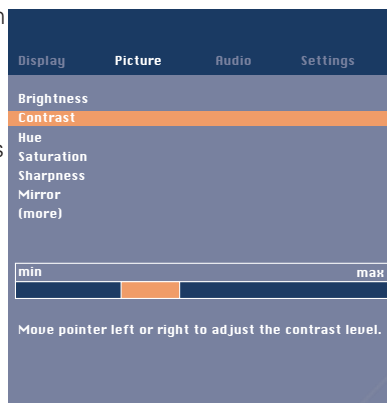 Display Picture Audio Settings
Brightness
Contrast
Hue
Saturation
Sharpness
Mirror
(more)
min max
Move pointer left or right to adjust the contrast level.